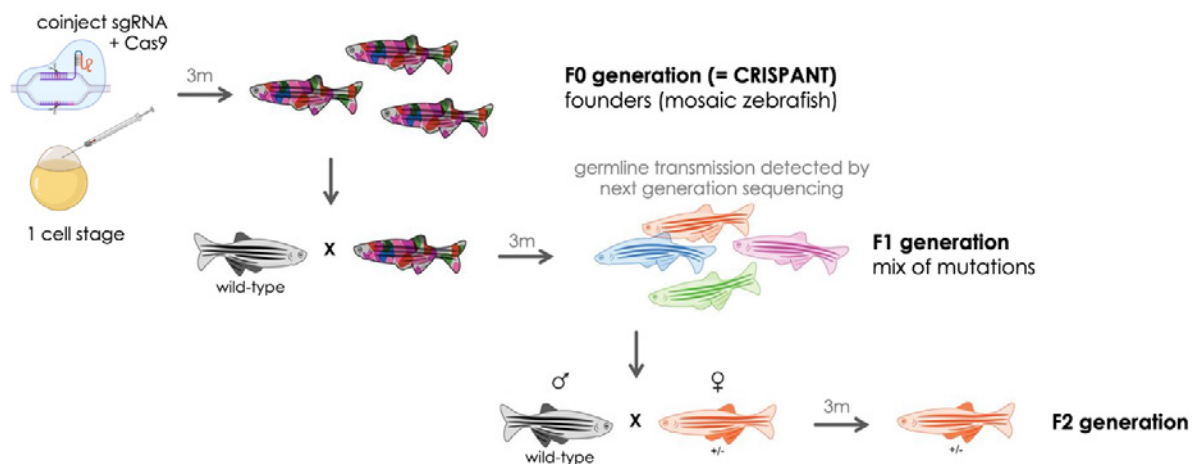 coinject sgRNA
+ Cas9
3m
F0 generation (= CRISPANT)
founders (mosaic zebrafish)
1 cell stage
germline transmission detected by
next generation sequencing
wild-type
X
3m
F1 generation
mix of mutations
♂
♀
wild-type
X
+/-
3m
+/-
F2 generation